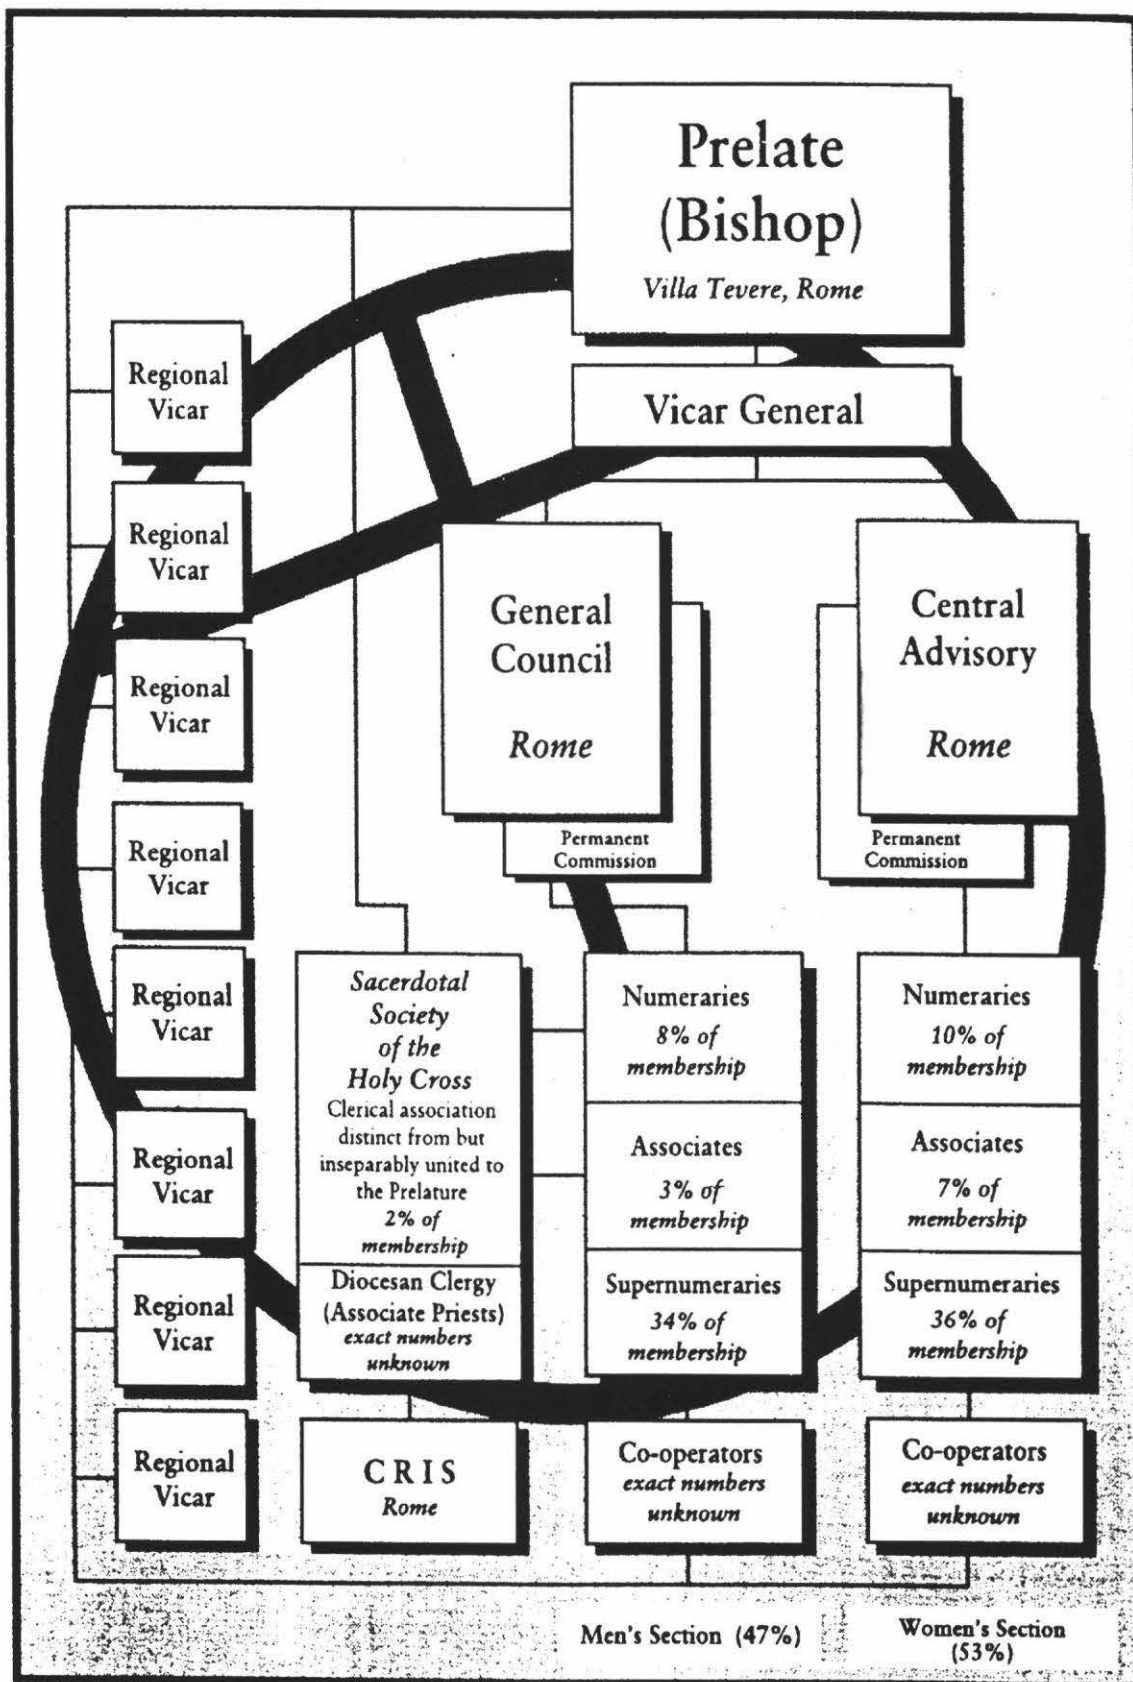 Prelate
(Bishop)
Villa Tevere, Rome
Vicar General
Regional
Vicar
Regional
Vicar
Regional
Vicar
Regional
Vicar
Regional
Vicar
Regional
Vicar
Regional
Vicar
Regional
Vicar
General
Council
Rome
Permanent
Commission
Central
Advisory
Rome
Permanent
Commission
Sacerdotal
Society
of the
Holy Cross
Clerical association
distinct from but
inseparably united to
the Prelature
2% of
membership
Diocesan Clergy
(Associate Priests)
exact numbers
unknown
CRIS
Rome
Numeraries
8% of
membership
Associates
3% of
membership
Supernumeraries
34% of
membership
Co-operators
exact numbers
unknown
Numeraries
10% of
membership
Associates
7% of
membership
Supernumeraries
36% of
membership
Co-operators
exact numbers
unknown
Men's Section (47%)
Women's Section
(53%)